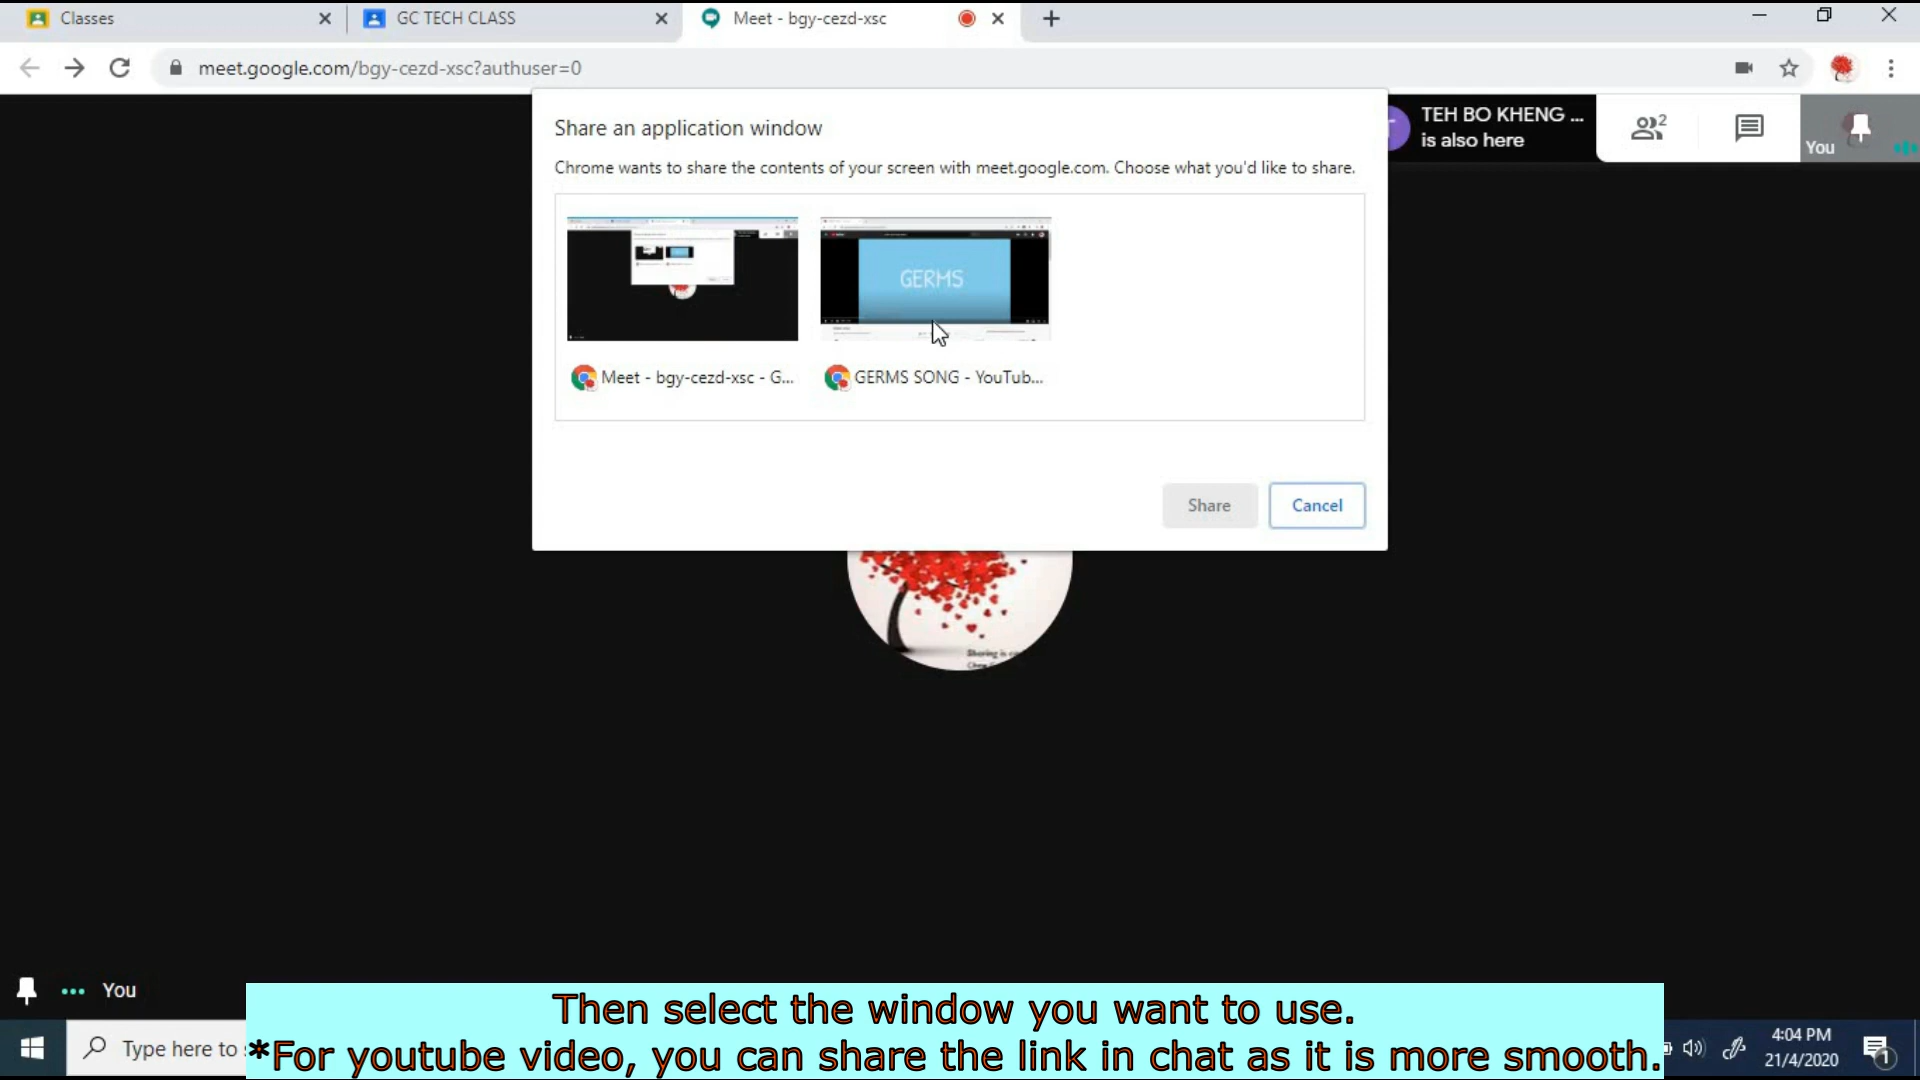 Classes
GC TECH CLASS
Meet - bgy-cezd-xsc
meet.google.com/bgy-cezd-xsc?authuser=0
Share an application window
Chrome wants to share the contents of your screen with meet.google.com. Choose what you'd like to share.
TEH BO KHENG ...
is also here
2
You
GERMS
Meet - bgy-cezd-xsc - G...
GERMS SONG - YouTub...
Share
Cancel
Sharing is
You
Then select the window you want to use.
*For youtube video, you can share the link in chat as it is more smooth.
Type here to
4:04 PM
21/4/2020
1